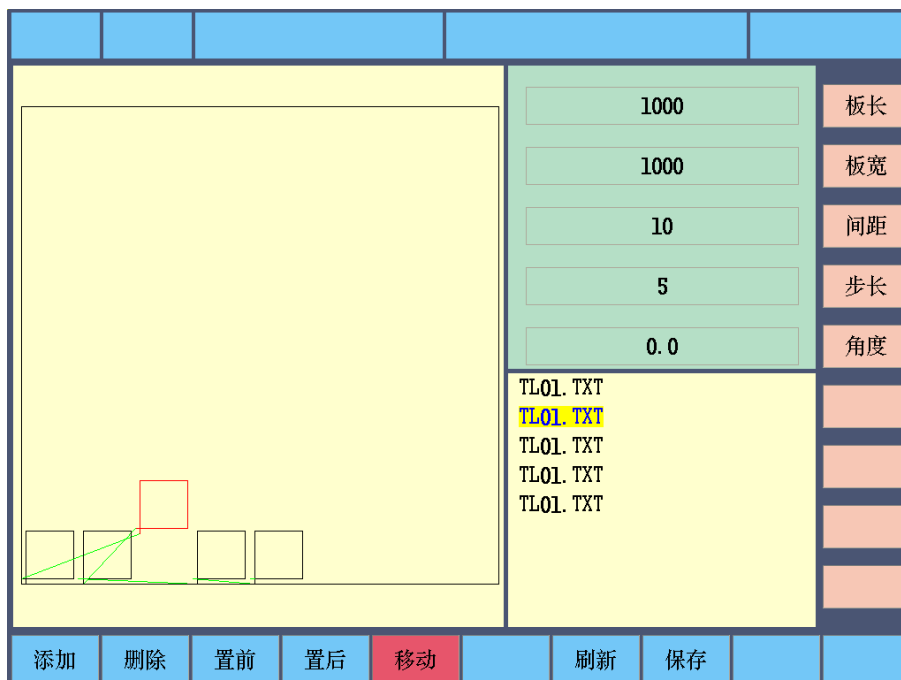 1000
板长
1000
板宽
10
间距
5
步长
0.0
角度
TL01.TXT
TL01.TXT
TL01.TXT
TL01.TXT
TL01.TXT
添加
删除
置前
置后
移动
刷新
保存